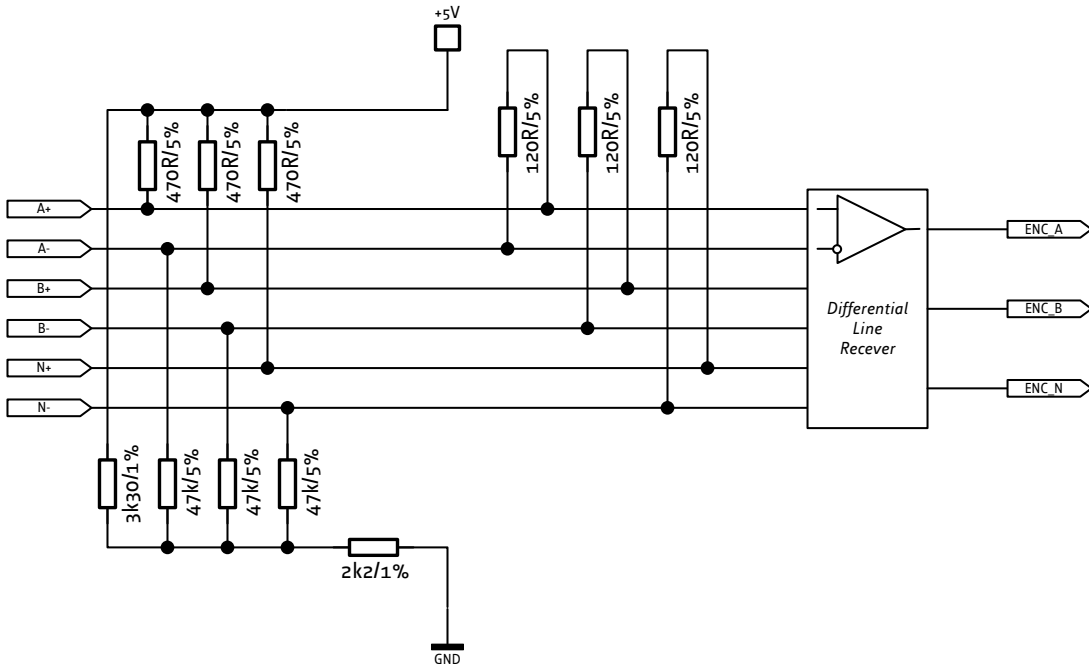 +5V
470R/5%
470R/5%
470R/5%
120R/5%
120R/5%
120R/5%
A+
A-
B+
B-
N+
N-
Differential
Line
Recever
ENC_A
ENC_B
ENC_N
3k30/1%
47k/5%
47k/5%
47k/5%
2k2/1%
GND